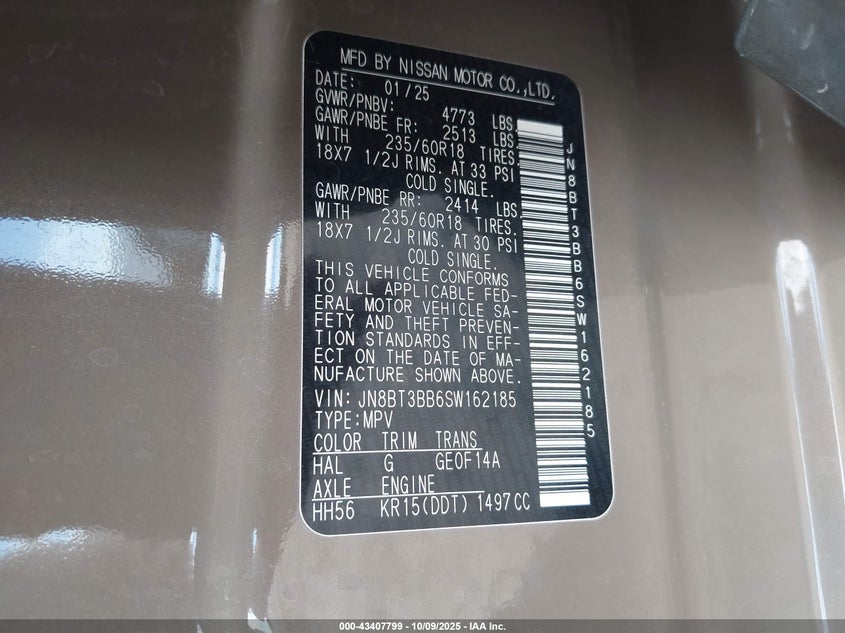 MFD BY NISSAN MOTOR CO.,LTD.
DATE: 01/25
GVWR/PNBV: 4773 LBS.
GAWR/PNBE FR: 2513 LBS.
WITH 235/60R18 TIRES.
18X7 1/2J RIMS. AT 33 PSI
COLD SINGLE.
GAWR/PNBE RR: 2414 LBS.
WITH 235/60R18 TIRES.
18X7 1/2J RIMS. AT 30 PSI
COLD SINGLE.
THIS VEHICLE CONFORMS
TO ALL APPLICABLE FED-
ERAL MOTOR VEHICLE SA-
FETY AND THEFT PREVEN-
TION STANDARDS IN EFF-
ECT ON THE DATE OF MA-
NUFACTURE SHOWN ABOVE.
VIN: JN8BT3BB6SW162185
TYPE:MPV
COLOR TRIM TRANS
HAL G GE0F14A
AXLE ENGINE
HH56 KR15(DDT) 1497CC
JN8BT3BB6SW162185
000-43407799 - 10/09/2025 - IAA Inc.